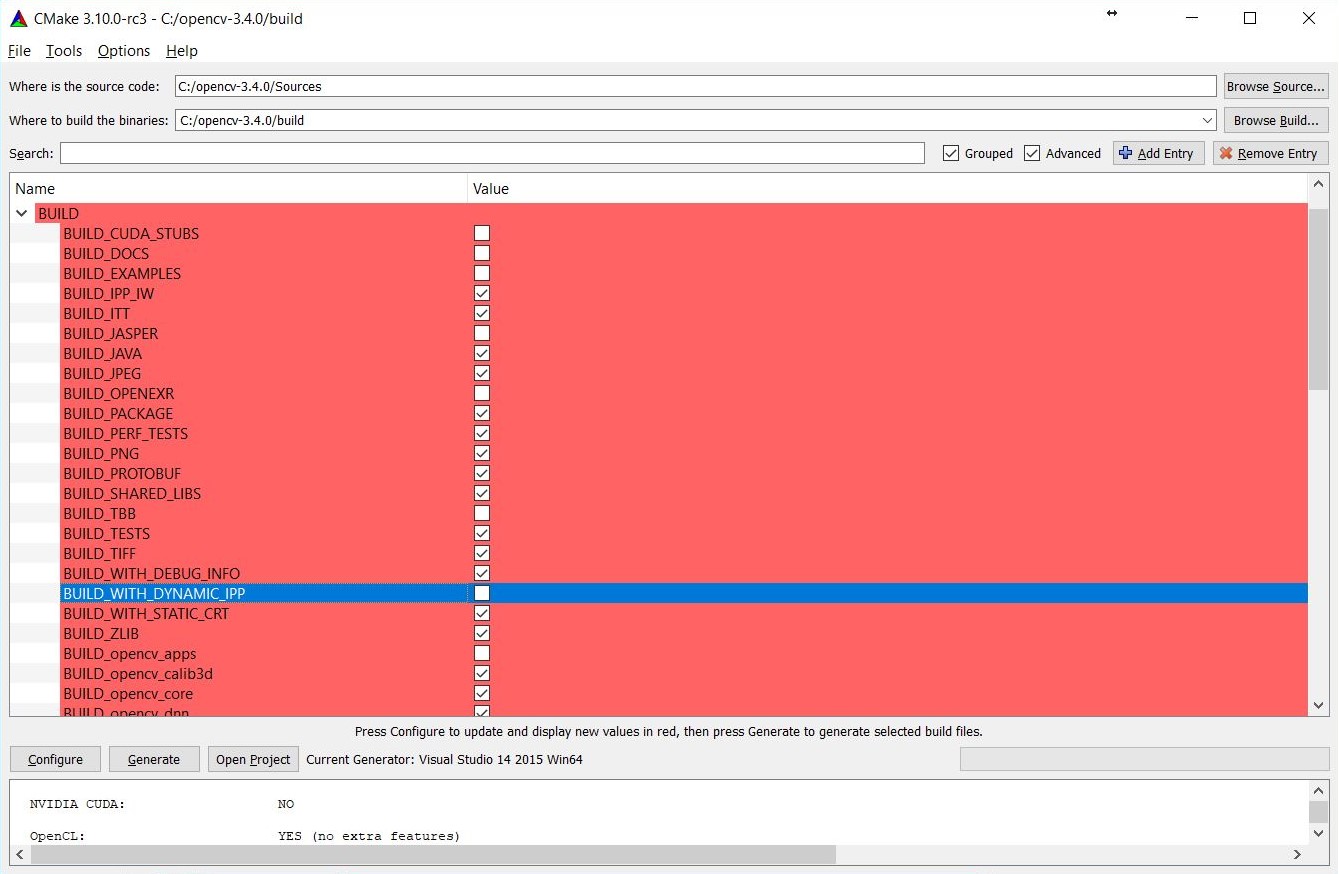 CMake 3.10.0-rc3 - C:/opencv-3.4.0/build
File Tools Options Help
Where is the source code: C:/opencv-3.4.0/Sources Browse Source...
Where to build the binaries: C:/opencv-3.4.0/build Browse Build...
Search: Grouped Advanced Add Entry Remove Entry
Name Value
BUILD
BUILD_CUDA_STUBS
BUILD_DOCS
BUILD_EXAMPLES
BUILD_IPP_IW
BUILD_ITT
BUILD_JASPER
BUILD_JAVA
BUILD_JPEG
BUILD_OPENEXR
BUILD_PACKAGE
BUILD_PERF_TESTS
BUILD_PNG
BUILD_PROTOBUF
BUILD_SHARED_LIBS
BUILD_TBB
BUILD_TESTS
BUILD_TIFF
BUILD_WITH_DEBUG_INFO
BUILD_WITH_DYNAMIC_IPP
BUILD_WITH_STATIC_CRT
BUILD_ZLIB
BUILD_opencv_apps
BUILD_opencv_calib3d
BUILD_opencv_core
BUILD_opencv_dnn
Press Configure to update and display new values in red, then press Generate to generate selected build files.
Configure Generate Open Project Current Generator: Visual Studio 14 2015 Win64
NVIDIA CUDA: NO
OpenCL: YES (no extra features)